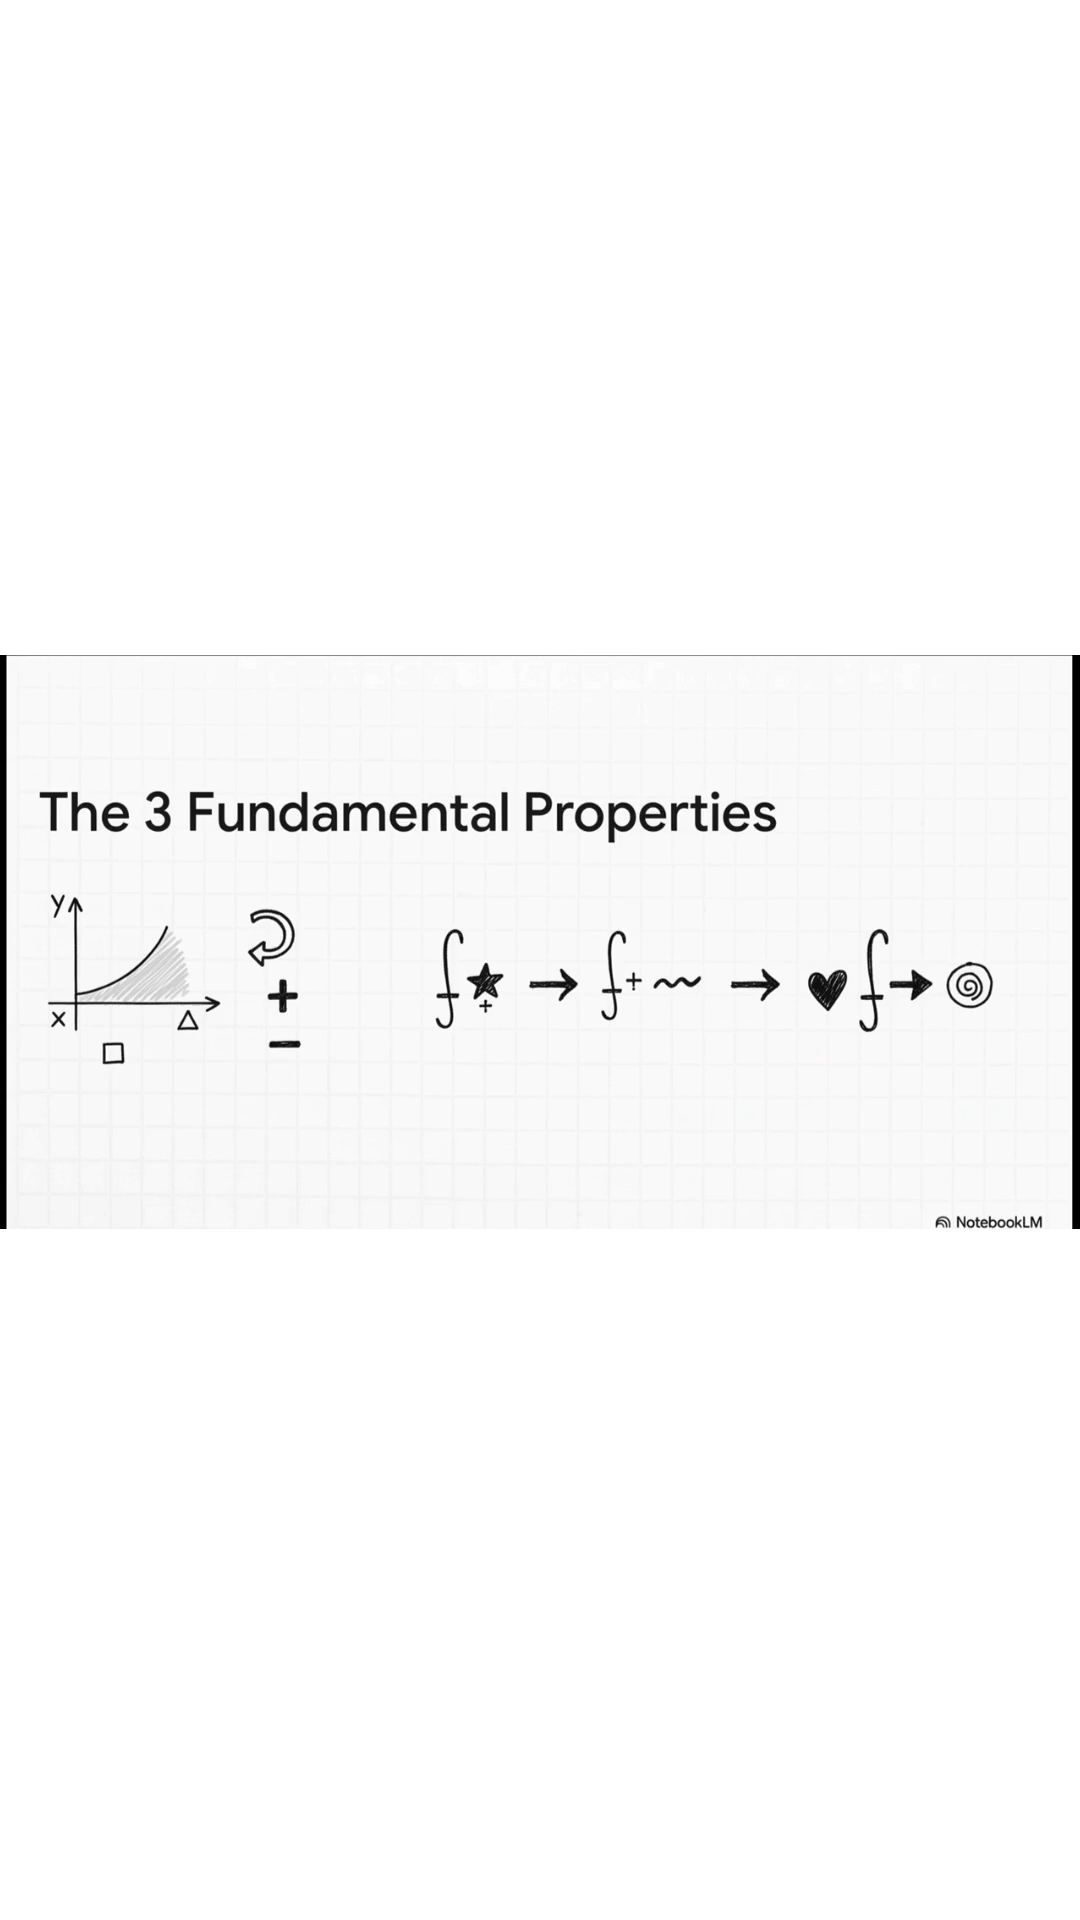 The 3 Fundamental Properties
y
x
+
−
f + → f + → f →
NotebookLM